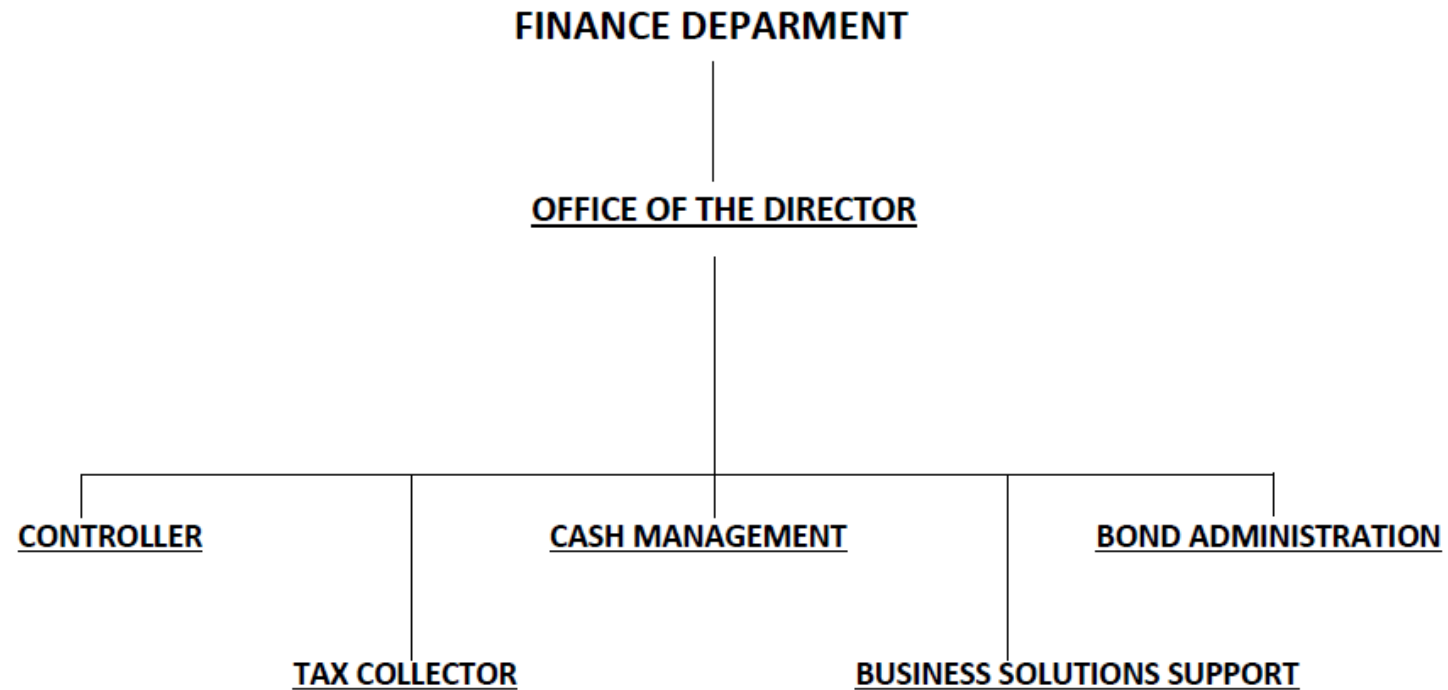 FINANCE DEPARMENT
OFFICE OF THE DIRECTOR
CONTROLLER
CASH MANAGEMENT
BOND ADMINISTRATION
TAX COLLECTOR
BUSINESS SOLUTIONS SUPPORT